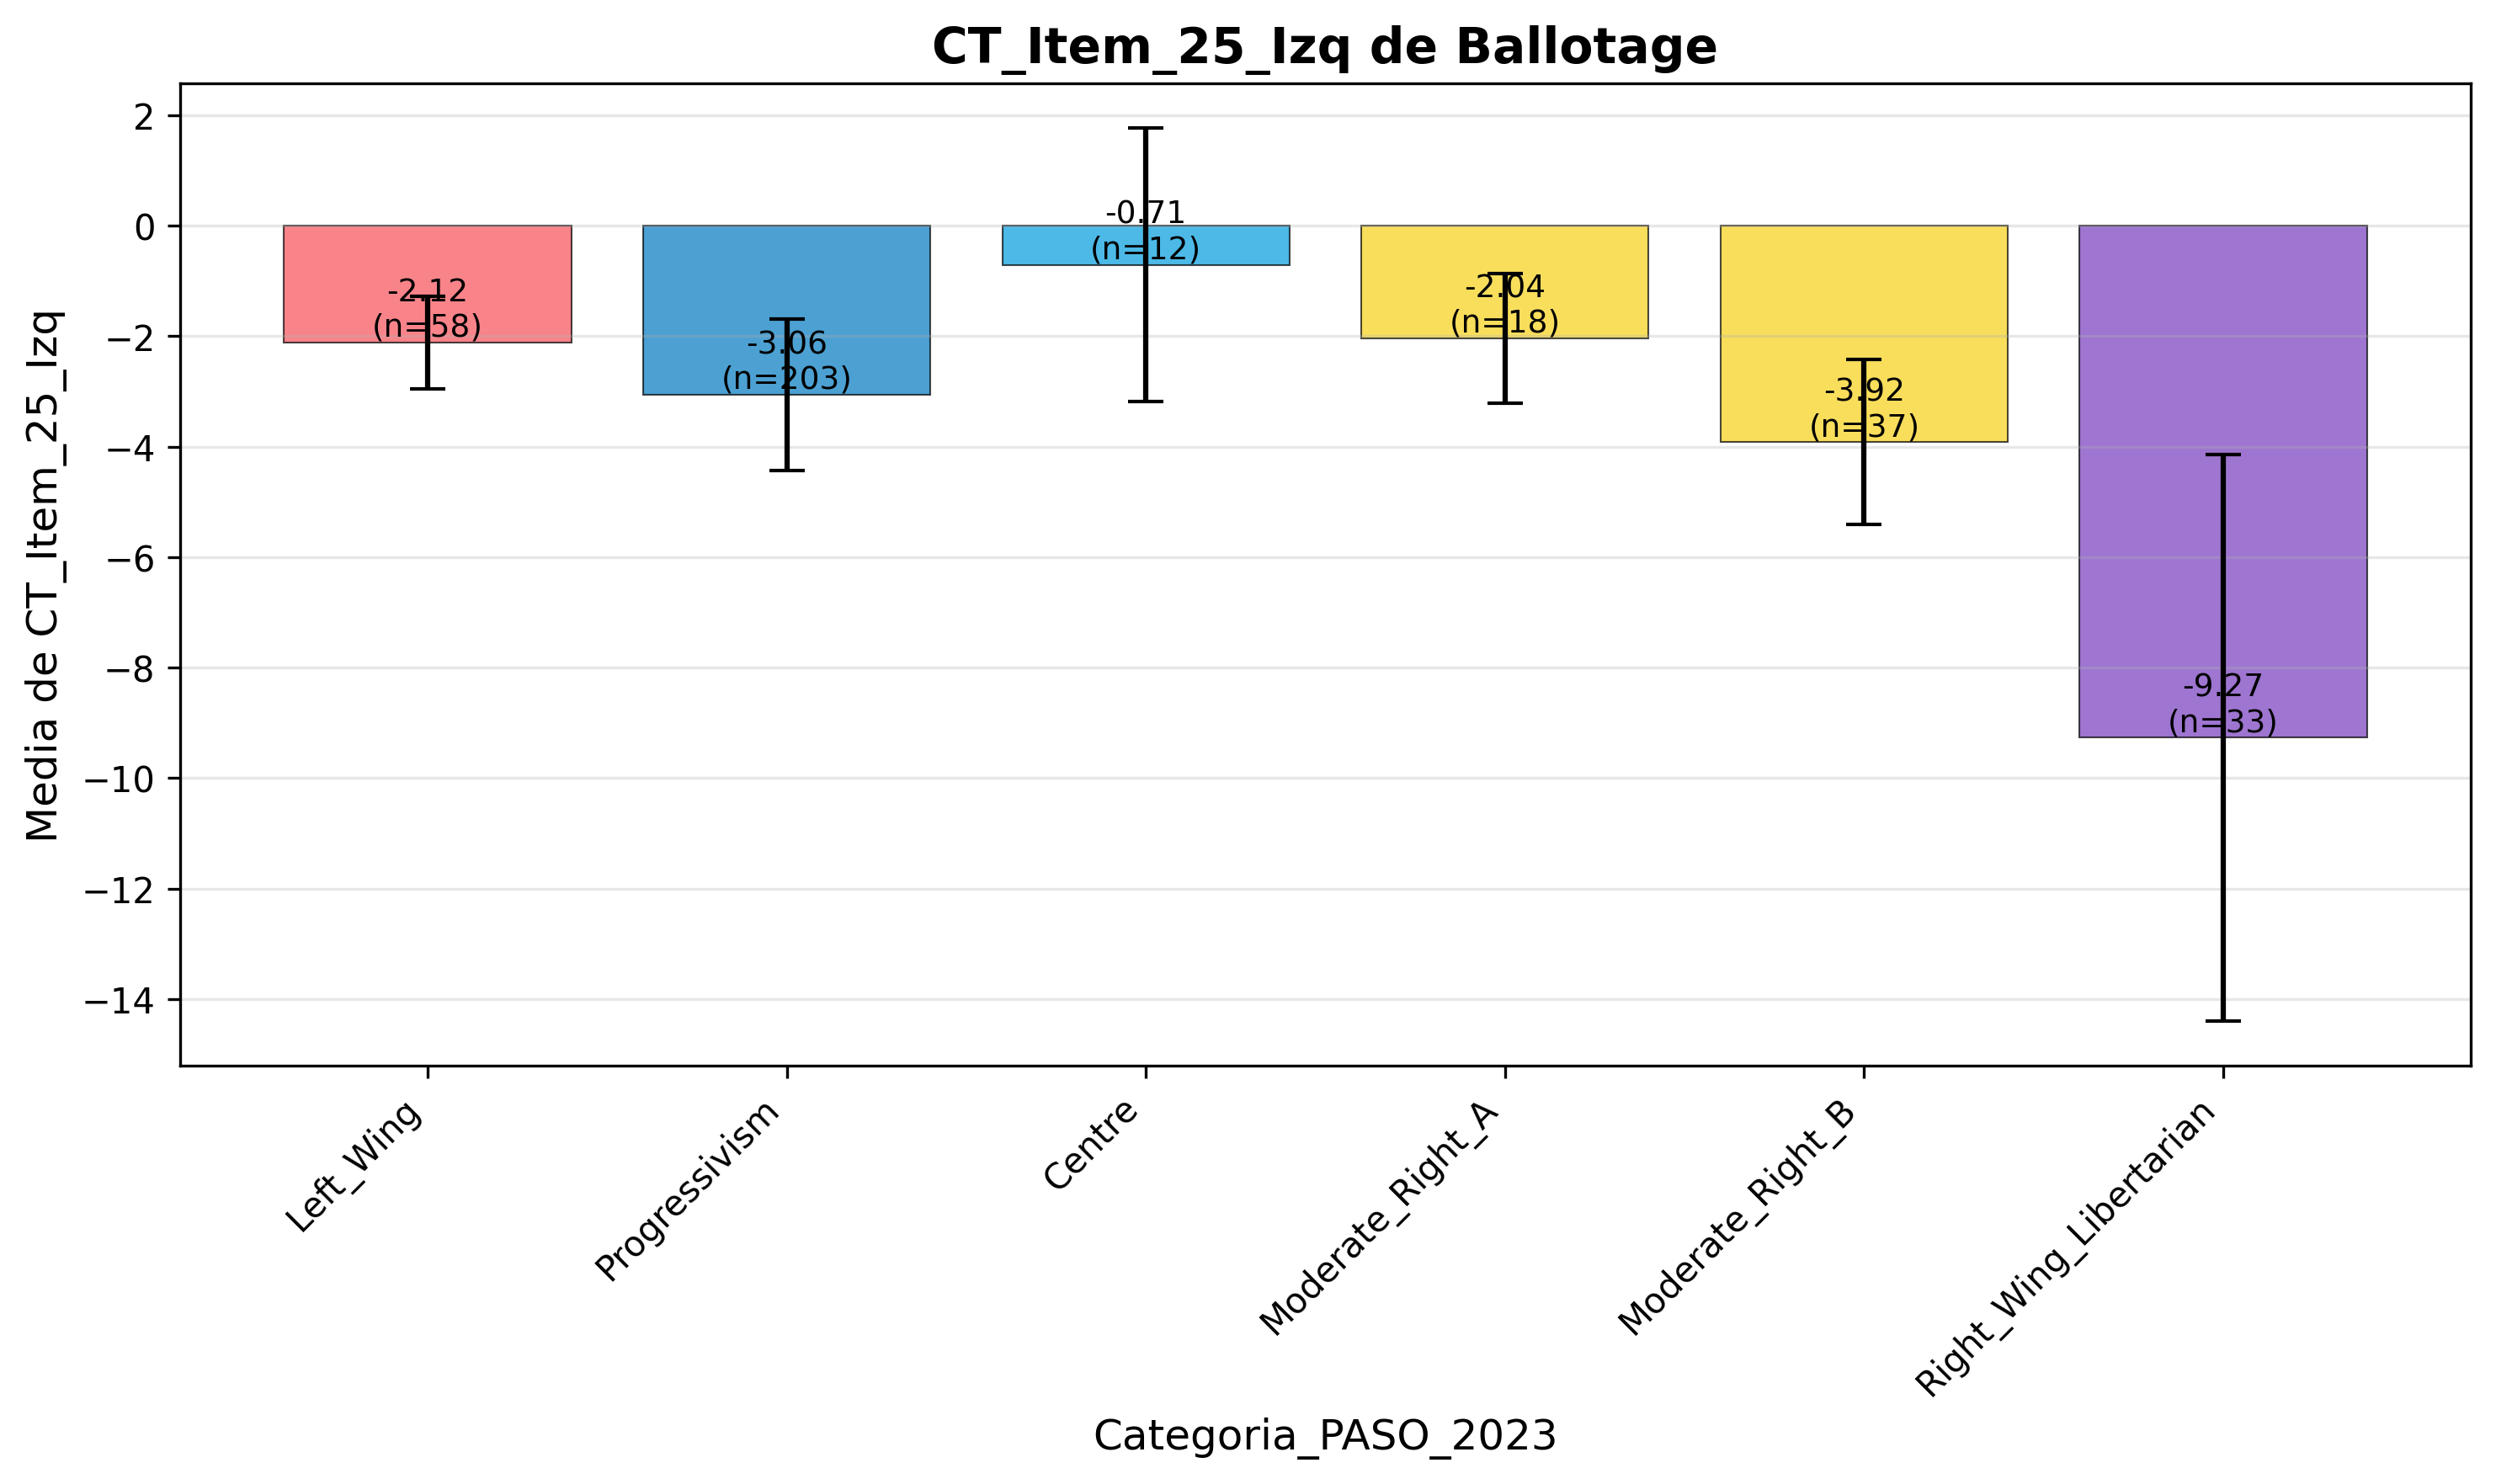 CT_Item_25_Izq de Ballotage
Media de CT_Item_25_Izq
2
0
−2
−4
−6
−8
−10
−12
−14
-2.12
(n=58)
-3.06
(n=203)
-0.71
(n=12)
-2.04
(n=18)
-3.92
(n=37)
-9.27
(n=33)
Left_Wing
Progressivism
Centre
Moderate_Right_A
Moderate_Right_B
Right_Wing_Libertarian
Categoria_PASO_2023